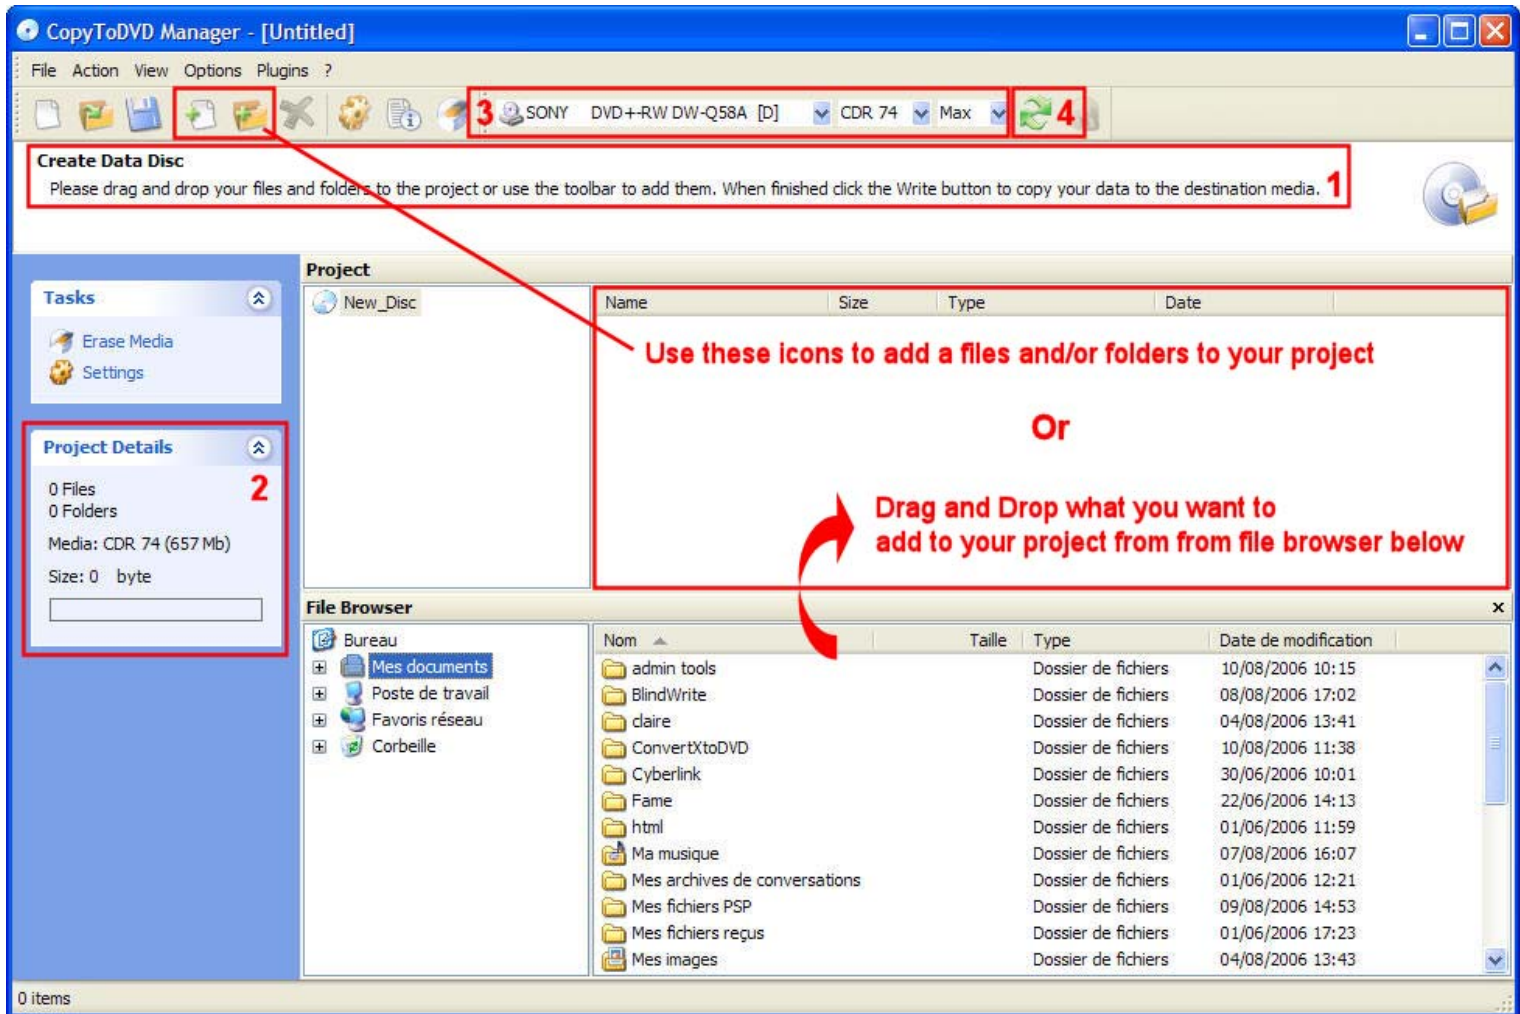 CopyToDVD Manager - [Untitled]
File Action View Options Plugins ?
3 SONY DVD+-RW DW-Q58A [D] CDR 74 Max 4
Create Data Disc
Please drag and drop your files and folders to the project or use the toolbar to add them. When finished click the Write button to copy your data to the destination media. 1
Tasks
Erase Media
Settings
Project Details
2
0 Files
0 Folders
Media: CDR 74 (657 Mb)
Size: 0 byte
Project
New_Disc
Name Size Type Date
Use these icons to add a files and/or folders to your project
Or
Drag and Drop what you want to
add to your project from from file browser below
File Browser x
Bureau
Mes documents
Poste de travail
Favoris réseau
Corbeille
Nom Taille Type Date de modification
admin tools Dossier de fichiers 10/08/2006 10:15
BlindWrite Dossier de fichiers 08/08/2006 17:02
claire Dossier de fichiers 04/08/2006 13:41
ConvertXtoDVD Dossier de fichiers 10/08/2006 11:38
Cyberlink Dossier de fichiers 30/06/2006 10:01
Fame Dossier de fichiers 22/06/2006 14:13
html Dossier de fichiers 01/06/2006 11:59
Ma musique Dossier de fichiers 07/08/2006 16:07
Mes archives de conversations Dossier de fichiers 01/06/2006 12:21
Mes fichiers PSP Dossier de fichiers 09/08/2006 14:53
Mes fichiers reçus Dossier de fichiers 01/06/2006 17:23
Mes images Dossier de fichiers 04/08/2006 13:43
0 items